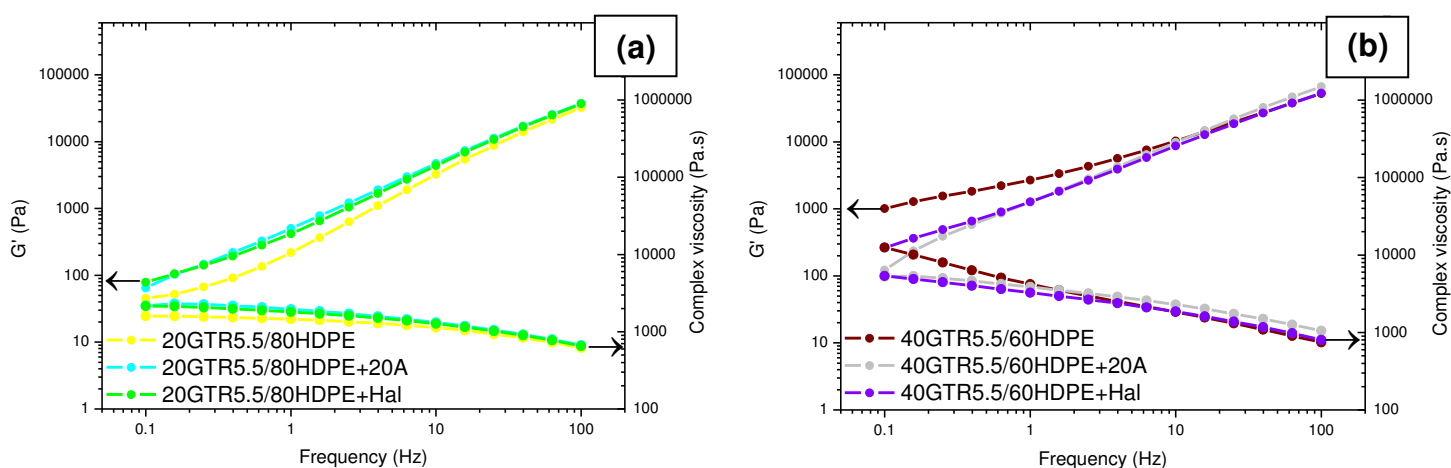 (a)
100000
10000
1000
100
10
1
G' (Pa)
1000000
100000
10000
1000
100
Complex viscosity (Pa.s)
20GTR5.5/80HDPE
20GTR5.5/80HDPE+20A
20GTR5.5/80HDPE+Hal
0.1
1
10
100
Frequency (Hz)
(b)
100000
10000
1000
100
10
1
G' (Pa)
1000000
100000
10000
1000
100
Complex viscosity (Pa.s)
40GTR5.5/60HDPE
40GTR5.5/60HDPE+20A
40GTR5.5/60HDPE+Hal
0.1
1
10
100
Frequency (Hz)